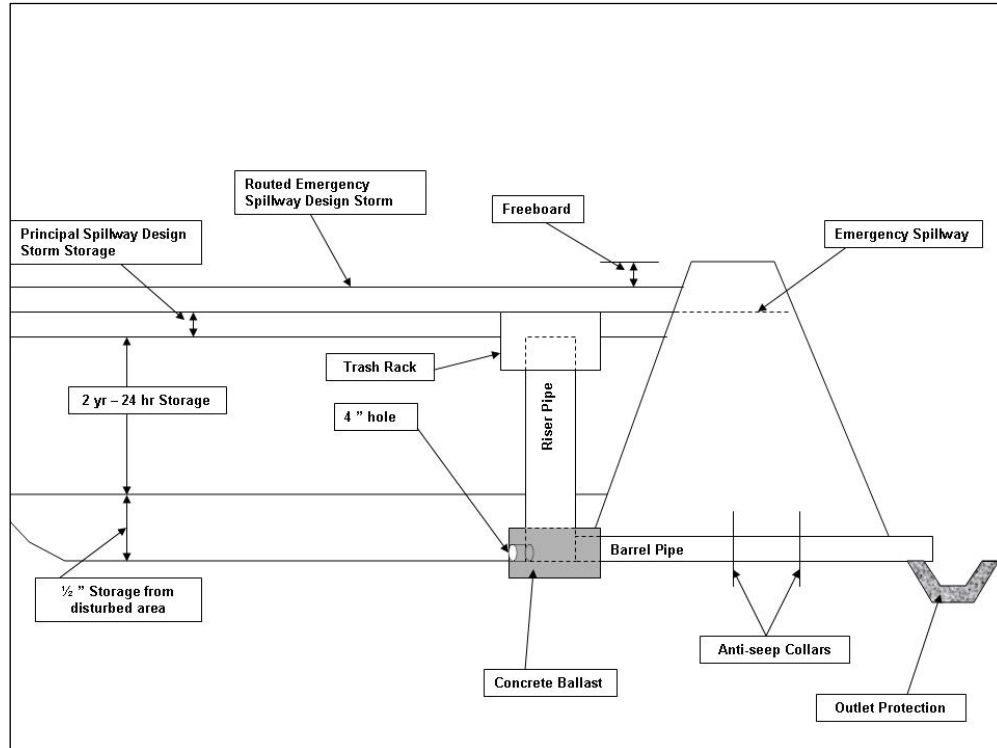 Routed Emergency
Spillway Design Storm
Freeboard
Principal Spillway Design
Storm Storage
Emergency Spillway
Trash Rack
2 yr – 24 hr Storage
4 ” hole
Riser Pipe
Barrel Pipe
½ ” Storage from
disturbed area
Anti-seep Collars
Concrete Ballast
Outlet Protection